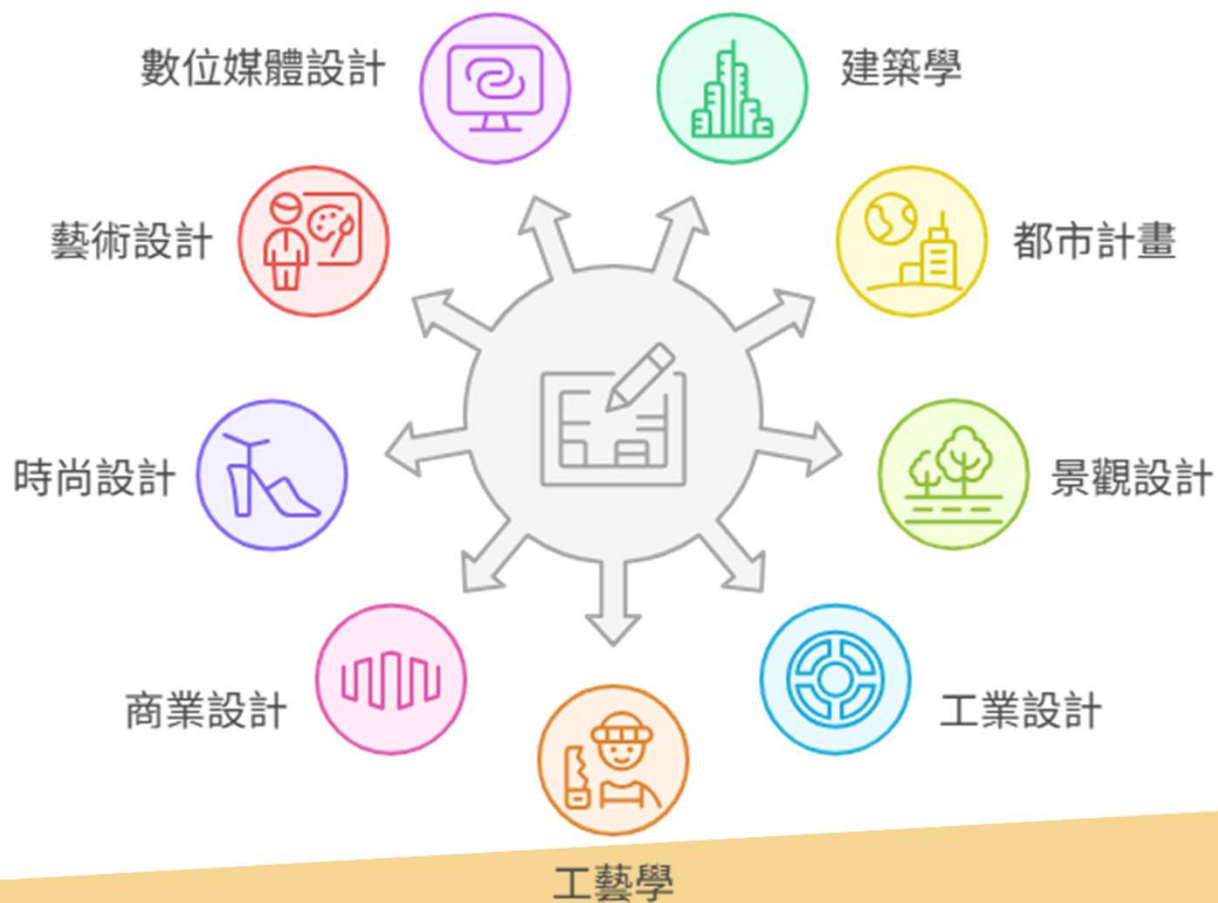 數位媒體設計
建築學
藝術設計
都市計畫
時尚設計
景觀設計
商業設計
工業設計
工藝學